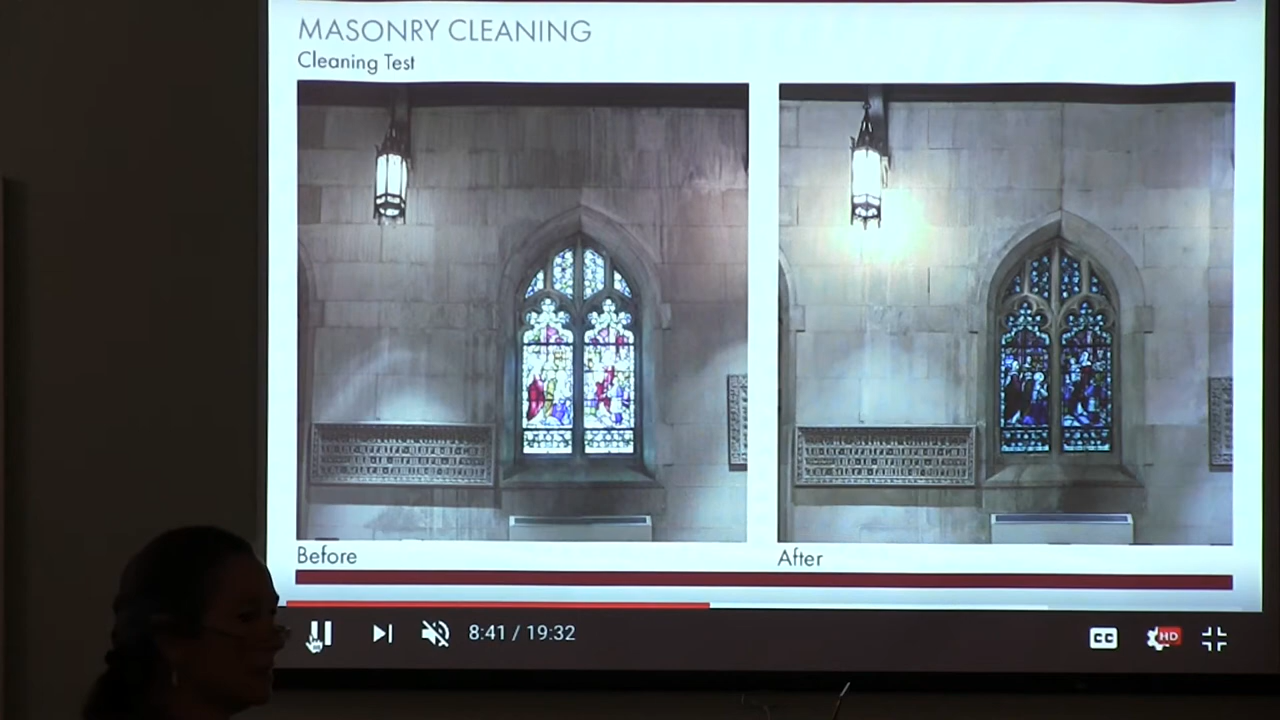 MASONRY CLEANING
Cleaning Test
Before
After
8:41 / 19:32
CC
HD